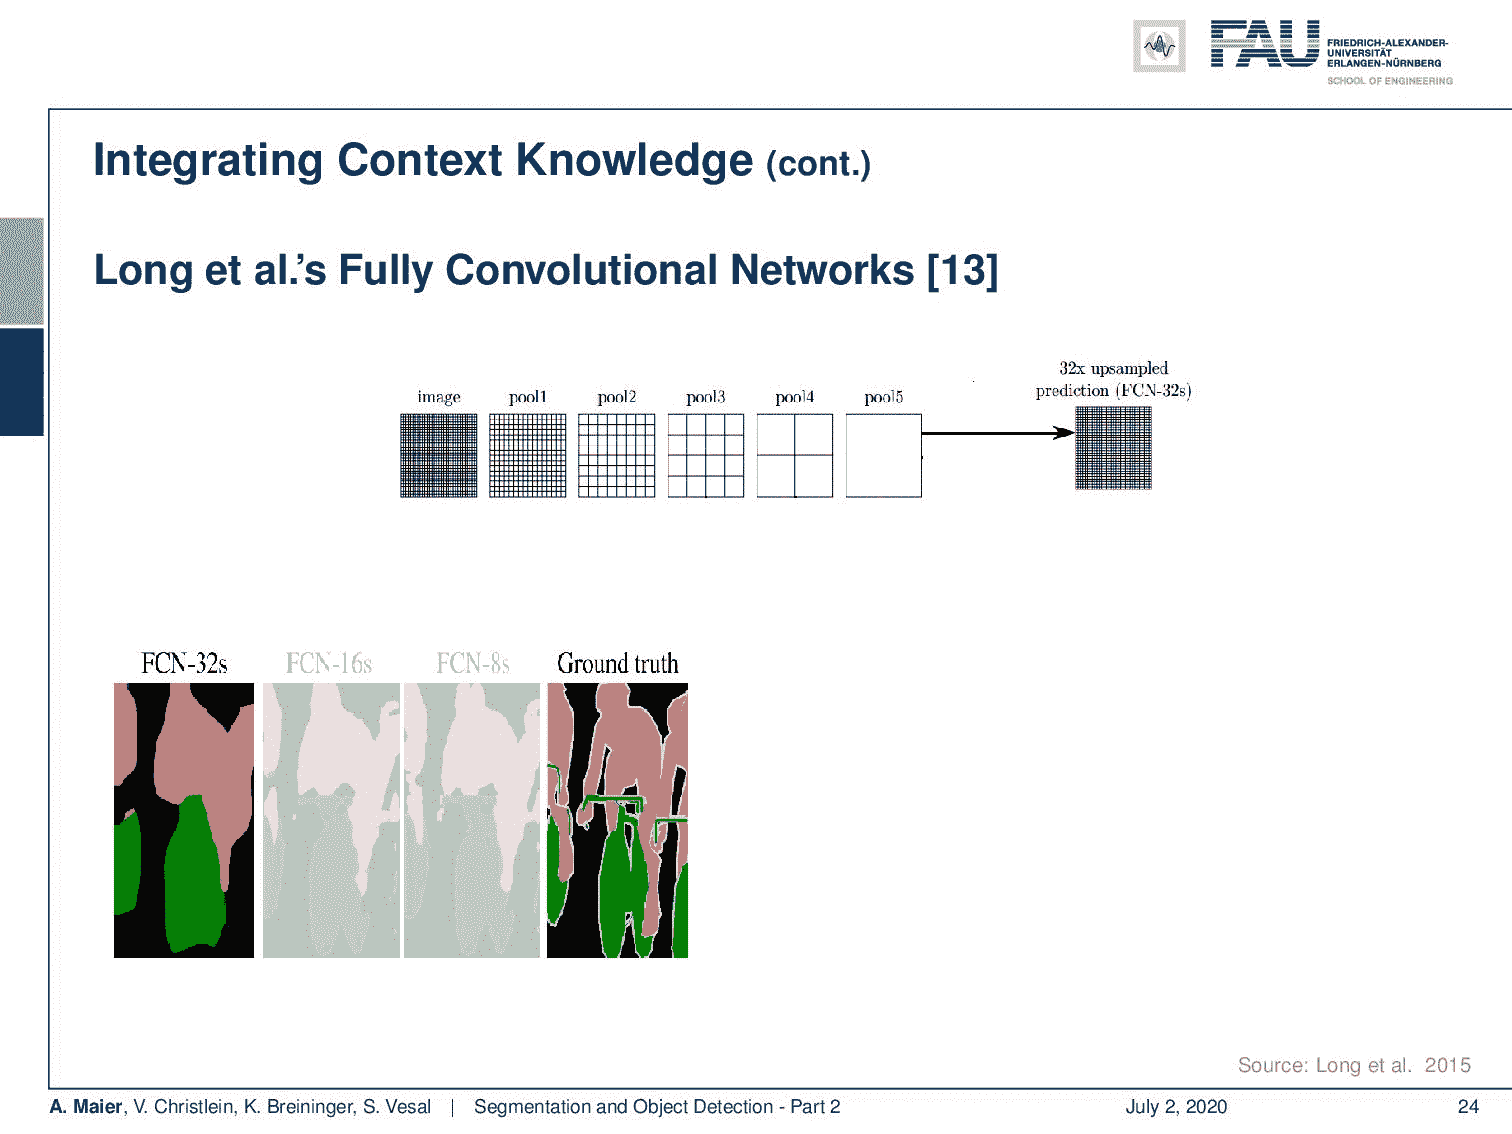 FAU
FRIEDRICH-ALEXANDER-
UNIVERSITÄT
ERLANGEN-NÜRNBERG
SCHOOL OF ENGINEERING
Integrating Context Knowledge (cont.)
Long et al.’s Fully Convolutional Networks [13]
32x upsampled
image pool1 pool2 pool3 pool4 pool5 prediction (FCN-32s)
FCN-32s FCN-16s FCN-8s Ground truth
Source: Long et al. 2015
A. Maier, V. Christlein, K. Breininger, S. Vesal | Segmentation and Object Detection - Part 2 July 2, 2020 24